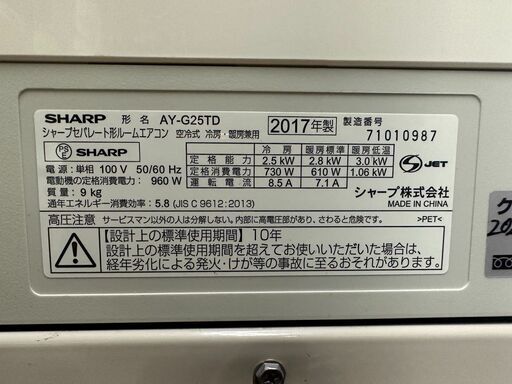 SHARP 形名 AY-G25TD 2017年製 製造番号
シャープセパレート形ルームエアコン 空冷式 冷房・暖房兼用 71010987
PS E SHARP
冷房 暖房標準 暖房低温
定格能力 2.5 kW 2.8 kW 3.0 kW
定格消費電力 730 W 610 W 1.06 kW
運転電流 8.5 A 7.1 A
電源：単相 100 V 50/60 Hz
電動機の定格消費電力：960 W
質量：9 kg
通年エネルギー消費効率：5.8 (JIS C 9612:2013)
JET
シャープ株式会社
MADE IN CHINA
高圧注意 サービスマン以外の人は分解しない。内部に高電圧部があり、さわると危険です。 >PET<
【設計上の標準使用期間】10年
設計上の標準使用期間を超えてお使いいただいた場合は、
経年劣化による発火・けが等の事故に至るおそれがあります。